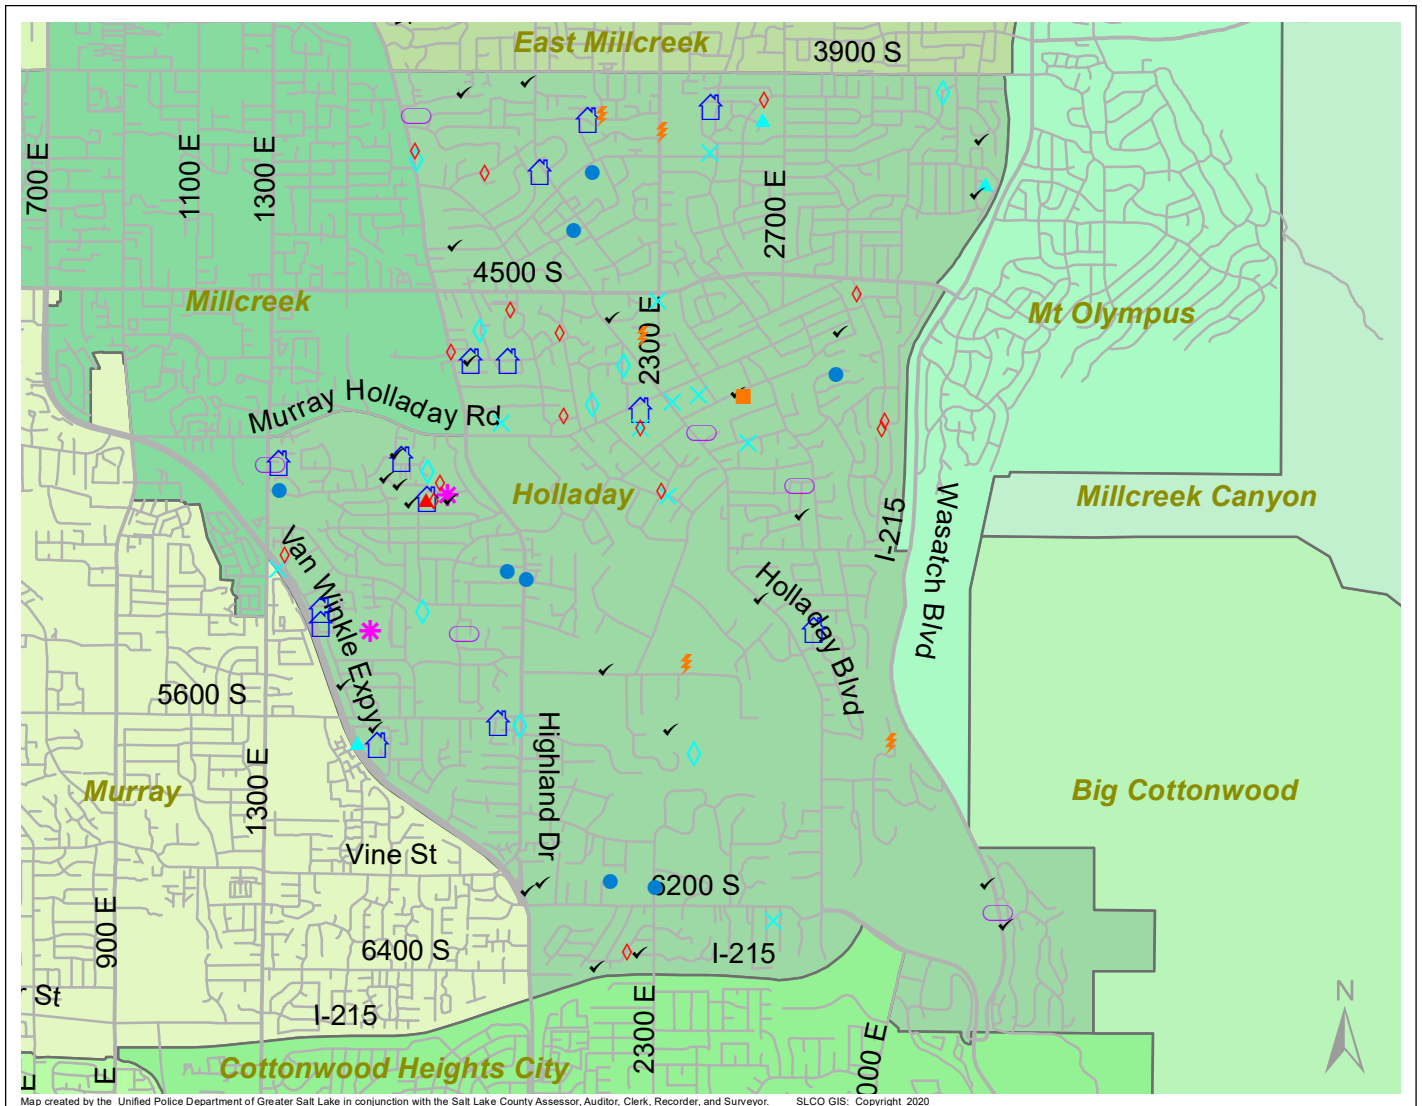 East Millcreek
3900 S
700 E
1100 E
1300 E
2700 E
4500 S
Millcreek
2300 E
Mt Olympus
Murray Holladay Rd
Holladay
Millcreek Canyon
I-215
Wasatch Blvd
Van Winkle Expy
Holladay Blvd
5600 S
Highland Dr
Murray
1300 E
Big Cottonwood
Vine St
6200 S
900 E
6400 S
I-215
St
I-215
2300 E
N
000 E
Cottonwood Heights City
E
E
Map created by the Unified Police Department of Greater Salt Lake in conjunction with the Salt Lake County Assessor, Auditor, Clerk, Recorder, and Surveyor. SLCO GIS: Copyright 2020